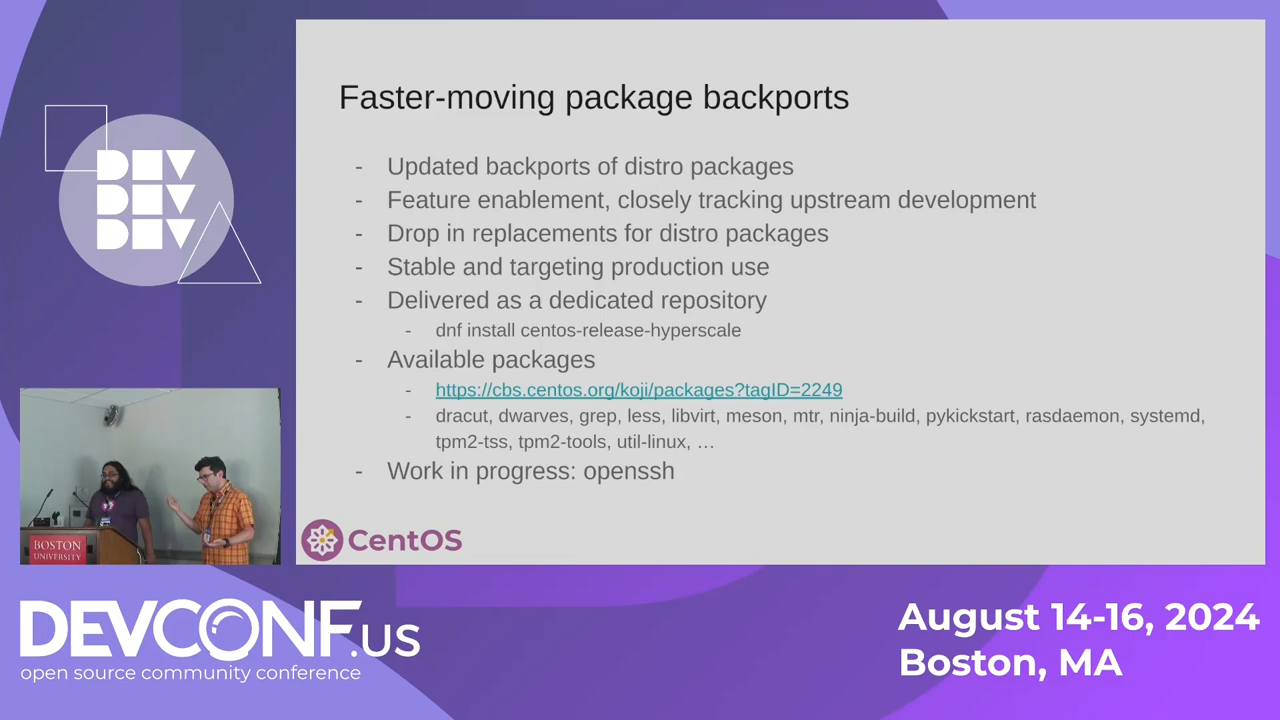 DEV
DEV
DEV
Faster-moving package backports
- Updated backports of distro packages
- Feature enablement, closely tracking upstream development
- Drop in replacements for distro packages
- Stable and targeting production use
- Delivered as a dedicated repository
- dnf install centos-release-hyperscale
- Available packages
- https://cbs.centos.org/koji/packages?tagID=2249
- dracut, dwarves, grep, less, libvirt, meson, mtr, ninja-build, pykickstart, rasdaemon, systemd,
tpm2-tss, tpm2-tools, util-linux, …
- Work in progress: openssh
CentOS
BOSTON
UNIVERSITY
DEVCONF.US
open source community conference
August 14-16, 2024
Boston, MA